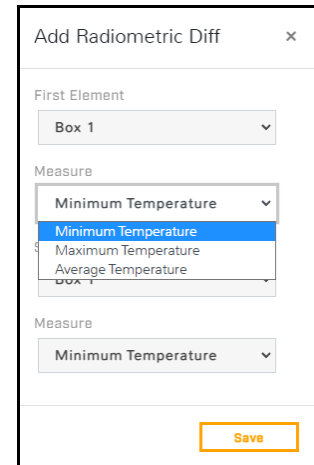 Add Radiometric Diff ×
First Element
Box 1
Measure
Minimum Temperature
Minimum Temperature
Maximum Temperature
Average Temperature
Box 1
Measure
Minimum Temperature
Save